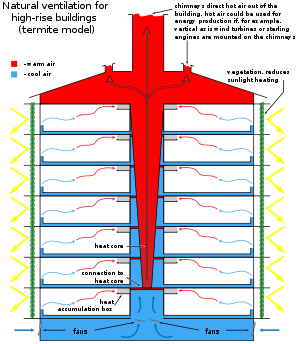 Natural ventilation for
high-rise buildings
(termite model)
- warm air
- cool air
chimneys direct hot air out of the
building. hot air could be used for
energy production if, for example,
vertical axis wind turbines or sterling
engines are mounted on the chimneys
vegetation, reduces
sunlight heating
heat core
connection to
heat core
heat
accumulation box
fans
fans